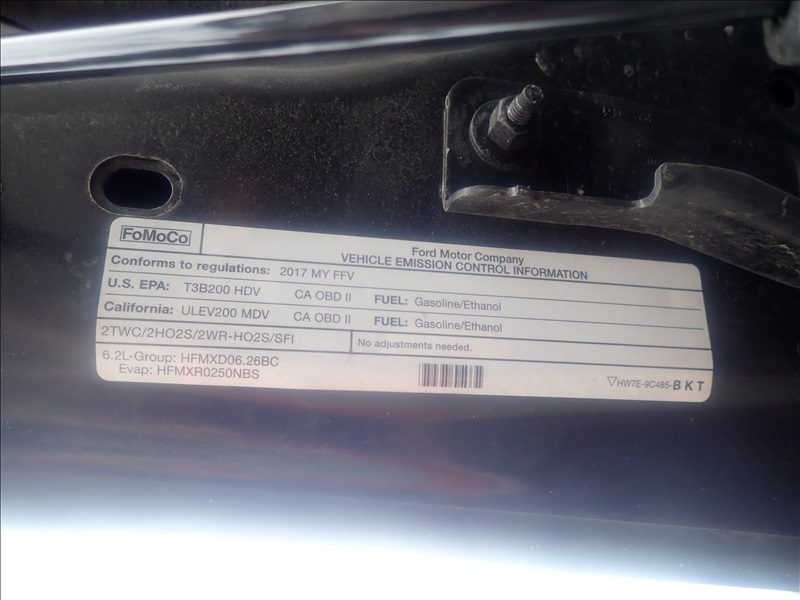 FoMoCo
Ford Motor Company
VEHICLE EMISSION CONTROL INFORMATION
Conforms to regulations: 2017 MY FFV
U.S. EPA: T3B200 HDV CA OBD II FUEL: Gasoline/Ethanol
California: ULEV200 MDV CA OBD II FUEL: Gasoline/Ethanol
2TWC/2HO2S/2WR-HO2S/SFI
No adjustments needed.
6.2L-Group: HFMXD06.26BC
Evap: HFMXR0250NBS
HW7E-9C485-BKT